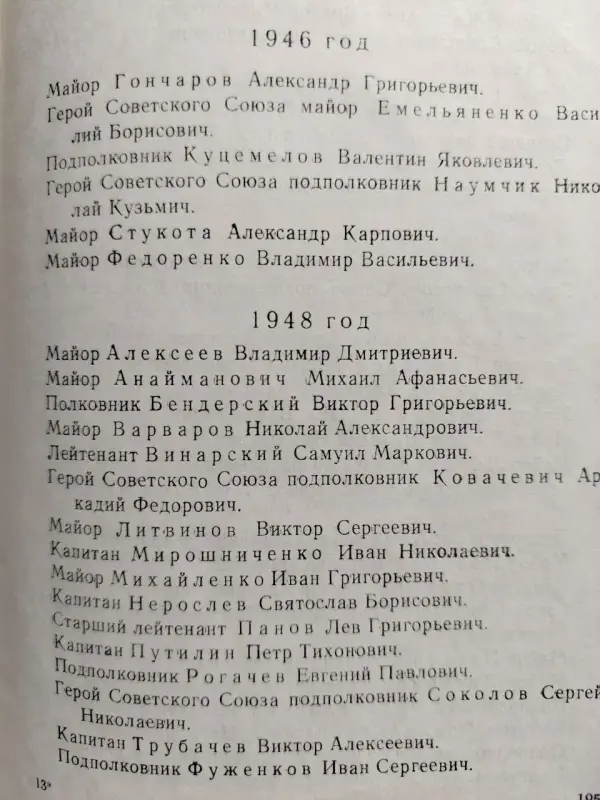 1946 год
Майор Гончаров Александр Григорьевич.
Герой Советского Союза майор Емельяненко Васи
лий Борисович.
Подполковник Куцемелов Валентин Яковлевич.
Герой Советского Союза подполковник Наумчик Нико
лай Кузьмич.
Майор Стукота Александр Карпович.
Майор Федоренко Владимир Васильевич.
1948 год
Майор Алексеев Владимир Дмитриевич.
Майор Анайманович Михаил Афанасьевич.
Полковник Бендерский Виктор Григорьевич.
Майор Варваров Николай Александрович.
Лейтенант Винарский Самуил Маркович.
Герой Советского Союза подполковник Ковачевич Ар
кадий Федорович.
Майор Литвинов Виктор Сергеевич.
Капитан Мирошниченко Иван Николаевич.
Майор Михайленко Иван Григорьевич.
Капитан Нерослев Святослав Борисович.
Старший лейтенант Панов Лев Григорьевич.
Капитан Путилин Петр Тихонович.
Подполковник Рогачев Евгений Павлович.
Герой Советского Союза подполковник Соколов Сергей
Николаевич.
Капитан Трубачев Виктор Алексеевич.
Подполковник Фуженков Иван Сергеевич.
13*
195